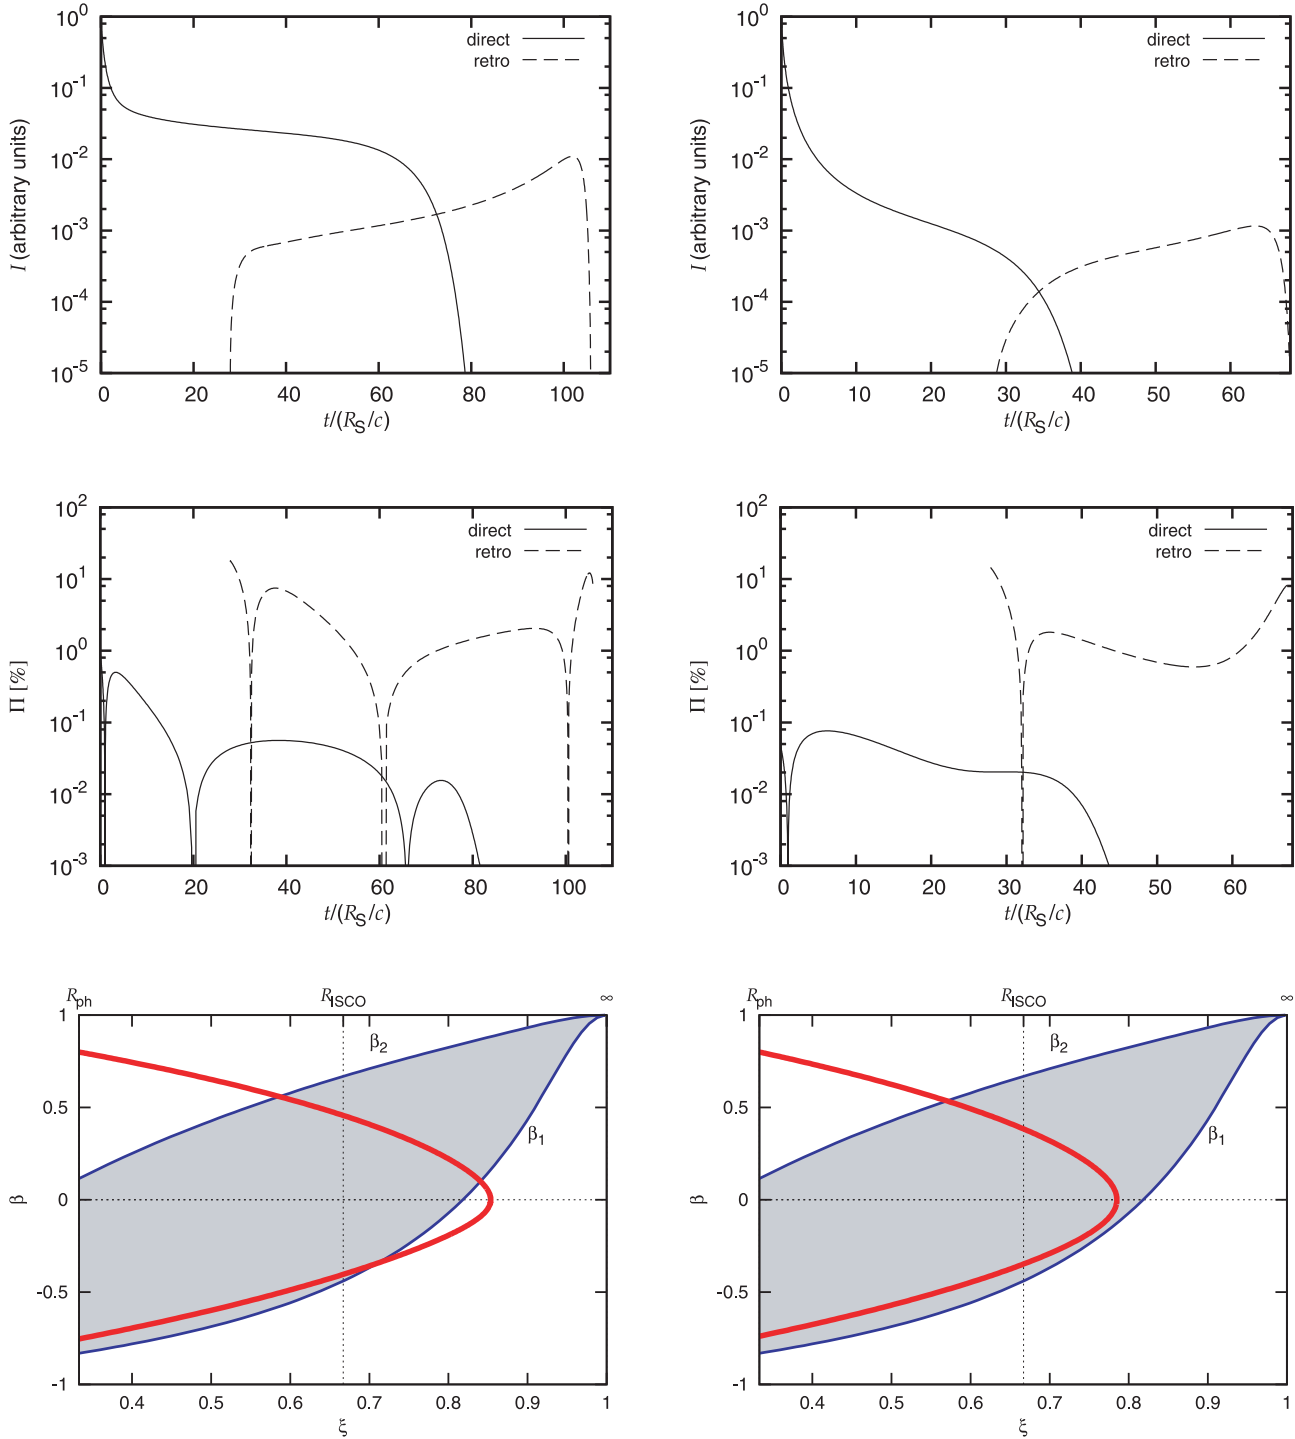 10^0
10^-1
10^-2
10^-3
10^-4
10^-5
I (arbitrary units)
direct
retro
0 20 40 60 80 100
t/(R_S/c)
10^0
10^-1
10^-2
10^-3
10^-4
10^-5
I (arbitrary units)
direct
retro
0 10 20 30 40 50 60
t/(R_S/c)
10^2
10^1
10^0
10^-1
10^-2
10^-3
Π [%]
direct
retro
0 20 40 60 80 100
t/(R_S/c)
10^2
10^1
10^0
10^-1
10^-2
10^-3
Π [%]
direct
retro
0 10 20 30 40 50 60
t/(R_S/c)
R_ph R_ISCO ∞
1
0.5
0
-0.5
-1
β
β_2
β_1
0.4 0.5 0.6 0.7 0.8 0.9 1
ξ
R_ph R_ISCO ∞
1
0.5
0
-0.5
-1
β
β_2
β_1
0.4 0.5 0.6 0.7 0.8 0.9 1
ξ